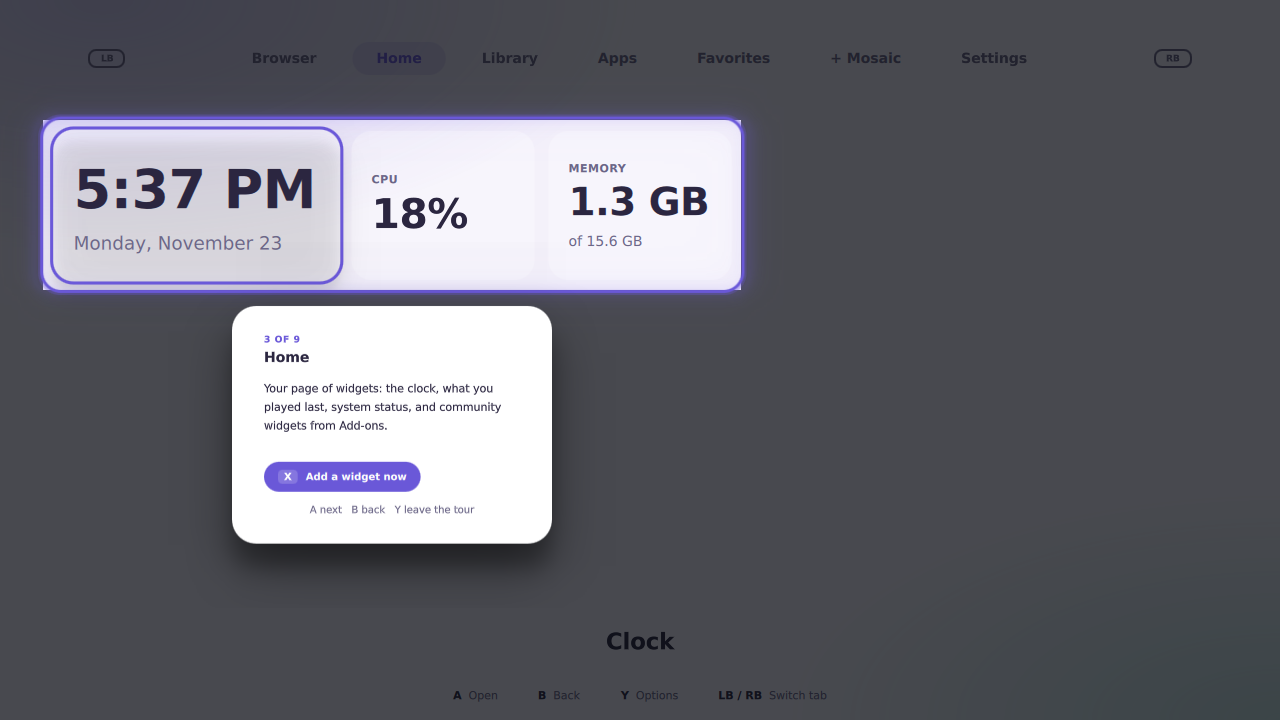 LB Browser Home Library Apps Favorites + Mosaic Settings RB
5:37 PM
Monday, November 23
CPU
18%
MEMORY
1.3 GB
of 15.6 GB
3 OF 9
Home
Your page of widgets: the clock, what you
played last, system status, and community
widgets from Add-ons.
X Add a widget now
A next B back Y leave the tour
Clock
A Open B Back Y Options LB / RB Switch tab